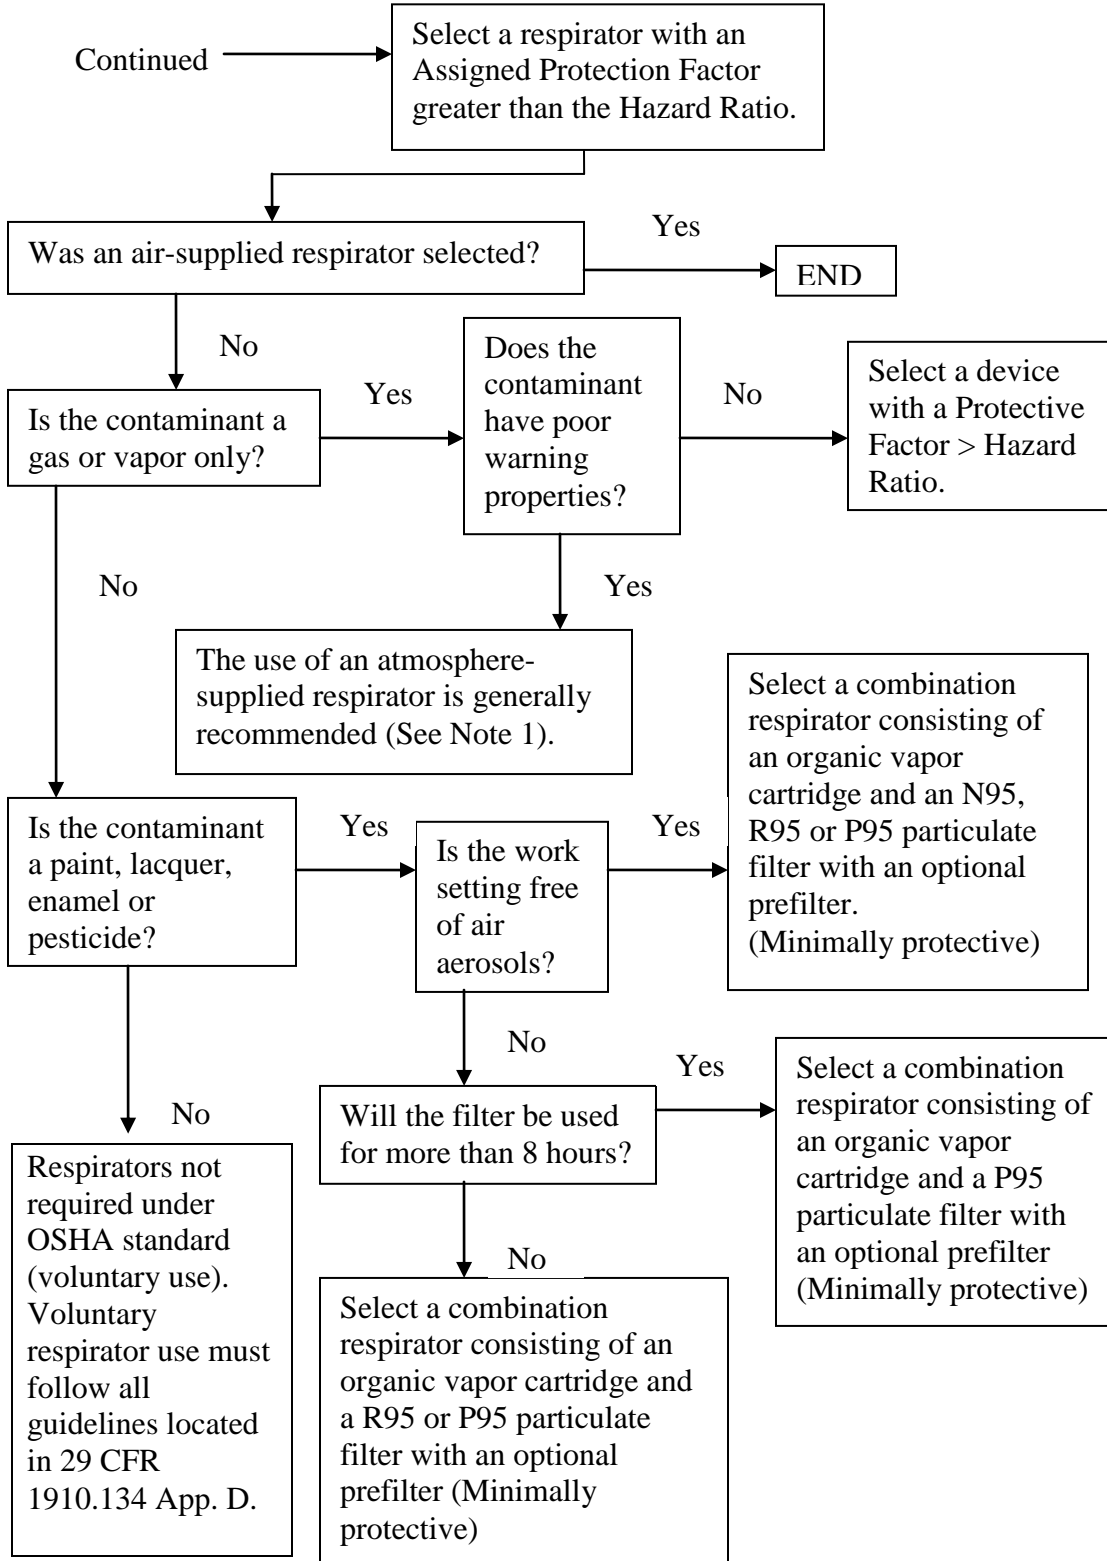 Continued
Select a respirator with an
Assigned Protection Factor
greater than the Hazard Ratio.
Was an air-supplied respirator selected?
Yes
END
No
Is the contaminant a
gas or vapor only?
Yes
Does the
contaminant
have poor
warning
properties?
No
Select a device
with a Protective
Factor > Hazard
Ratio.
No
Yes
The use of an atmosphere-
supplied respirator is generally
recommended (See Note 1).
Is the contaminant
a paint, lacquer,
enamel or
pesticide?
Yes
Is the work
setting free
of air
aerosols?
Yes
Select a combination
respirator consisting of
an organic vapor
cartridge and an N95,
R95 or P95 particulate
filter with an optional
prefilter.
(Minimally protective)
No
No
Will the filter be used
for more than 8 hours?
Yes
Select a combination
respirator consisting of
an organic vapor
cartridge and a P95
particulate filter with
an optional prefilter
(Minimally protective)
Respirators not
required under
OSHA standard
(voluntary use).
Voluntary
respirator use must
follow all
guidelines located
in 29 CFR
1910.134 App. D.
No
Select a combination
respirator consisting of an
organic vapor cartridge and
a R95 or P95 particulate
filter with an optional
prefilter (Minimally
protective)